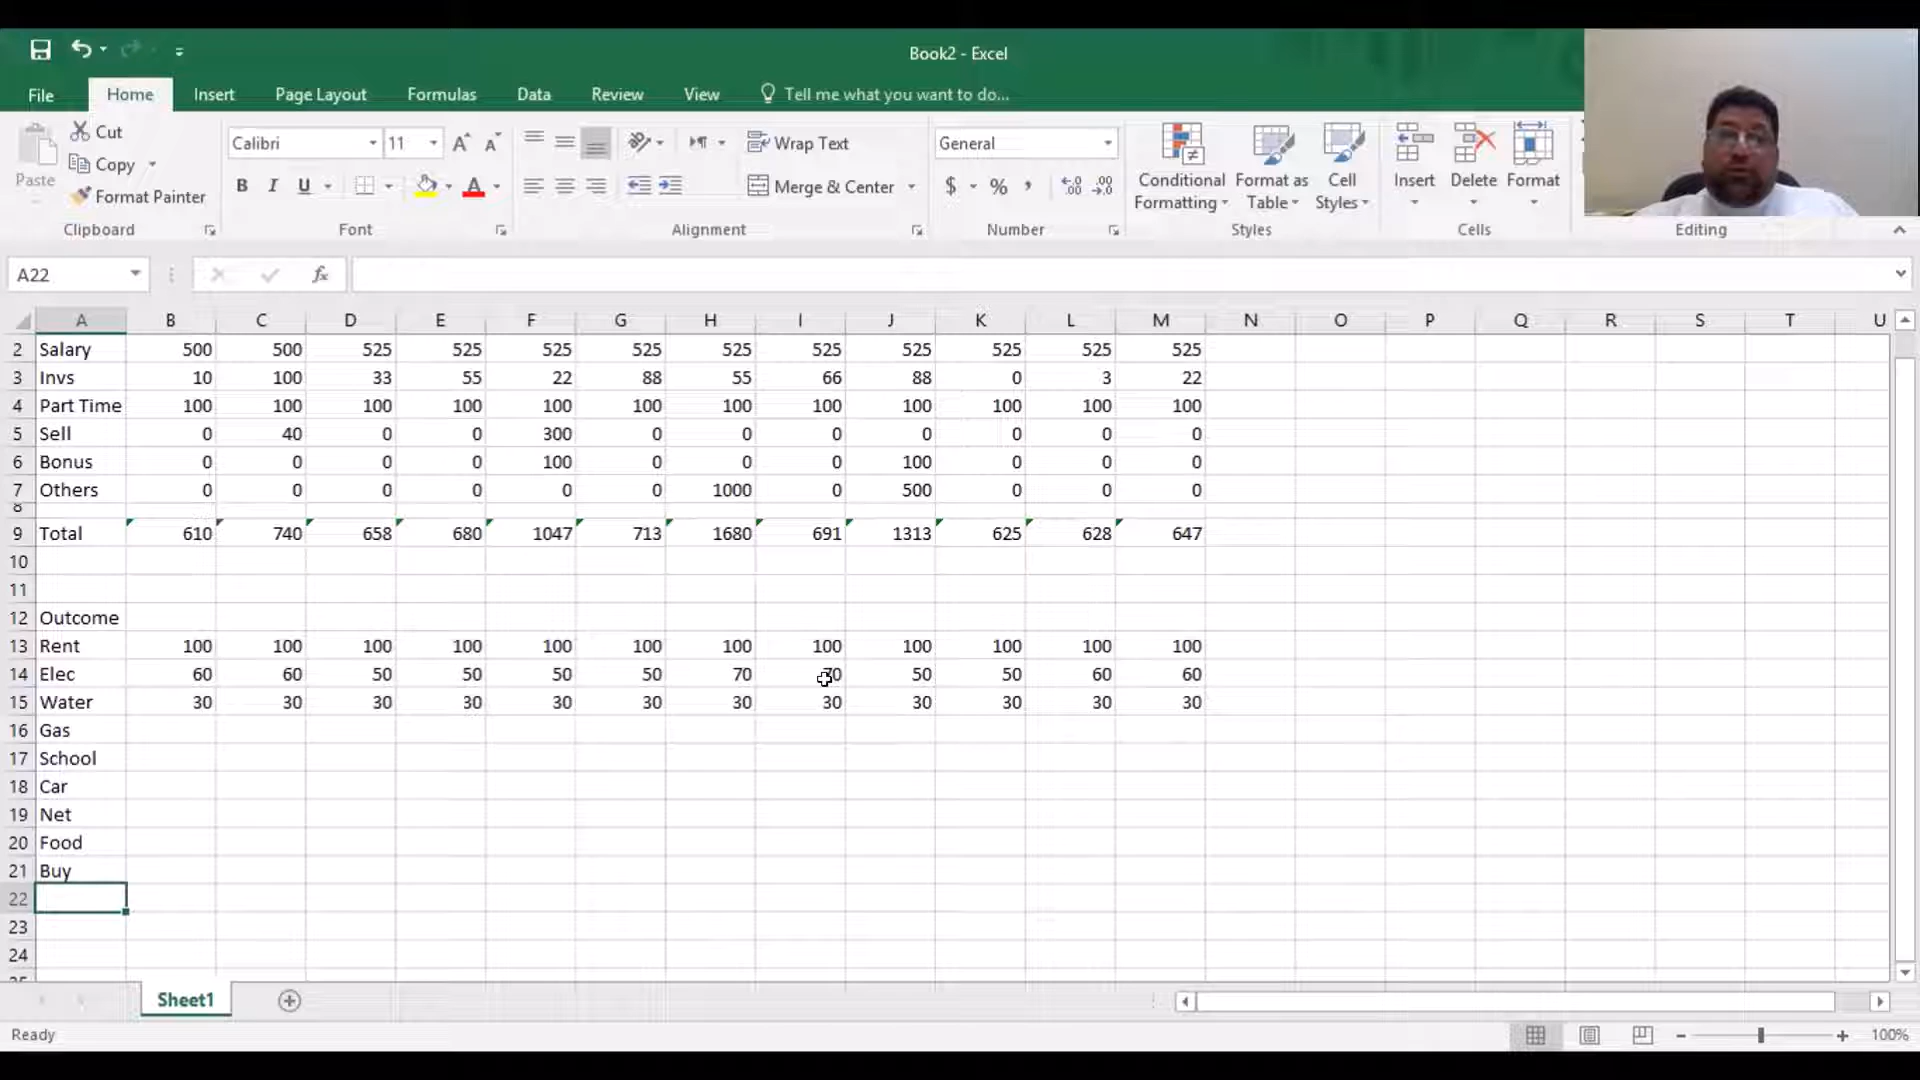 Book2 - Excel
File Home Insert Page Layout Formulas Data Review View Tell me what you want to do...
Paste
Cut
Copy
Format Painter
Clipboard
Calibri 11
B I U
Font
Wrap Text
Merge & Center
Alignment
General
$ % ,
Number
Conditional Formatting
Format as Table
Cell Styles
Styles
Insert Delete Format
Cells
Editing
A22 fx
A B C D E F G H I J K L M N O P Q R S T U
2 Salary 500 500 525 525 525 525 525 525 525 525 525 525
3 Invs 10 100 33 55 22 88 55 66 88 0 3 22
4 Part Time 100 100 100 100 100 100 100 100 100 100 100 100
5 Sell 0 40 0 0 300 0 0 0 0 0 0 0
6 Bonus 0 0 0 0 100 0 0 0 100 0 0 0
7 Others 0 0 0 0 0 0 1000 0 500 0 0 0
8
9 Total 610 740 658 680 1047 713 1680 691 1313 625 628 647
10
11
12 Outcome
13 Rent 100 100 100 100 100 100 100 100 100 100 100 100
14 Elec 60 60 50 50 50 50 70 70 50 50 60 60
15 Water 30 30 30 30 30 30 30 30 30 30 30 30
16 Gas
17 School
18 Car
19 Net
20 Food
21 Buy
22
23
24
25
Sheet1
Ready 100%